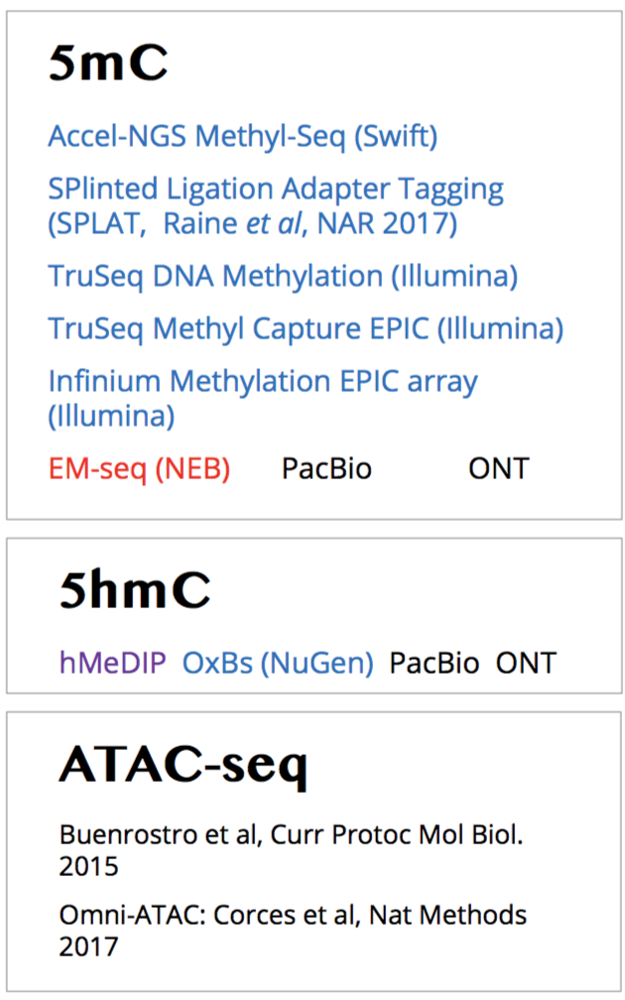 5mC
Accel-NGS Methyl-Seq (Swift)
SPlinted Ligation Adapter Tagging
(SPLAT, Raine et al, NAR 2017)
TruSeq DNA Methylation (Illumina)
TruSeq Methyl Capture EPIC (Illumina)
Infinium Methylation EPIC array
(Illumina)
EM-seq (NEB) PacBio ONT
5hmC
hMeDIP OxBs (NuGen) PacBio ONT
ATAC-seq
Buenrostro et al, Curr Protoc Mol Biol.
2015
Omni-ATAC: Corces et al, Nat Methods
2017